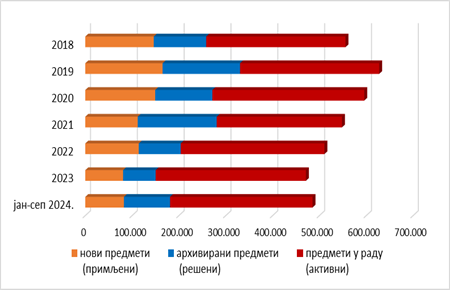 2018
2019
2020
2021
2022
2023
јан-сеп 2024.
0 100.000 200.000 300.000 400.000 500.000 600.000 700.000
нови предмети архивирани предмети предмети у раду
(примљени) (решени) (активни)